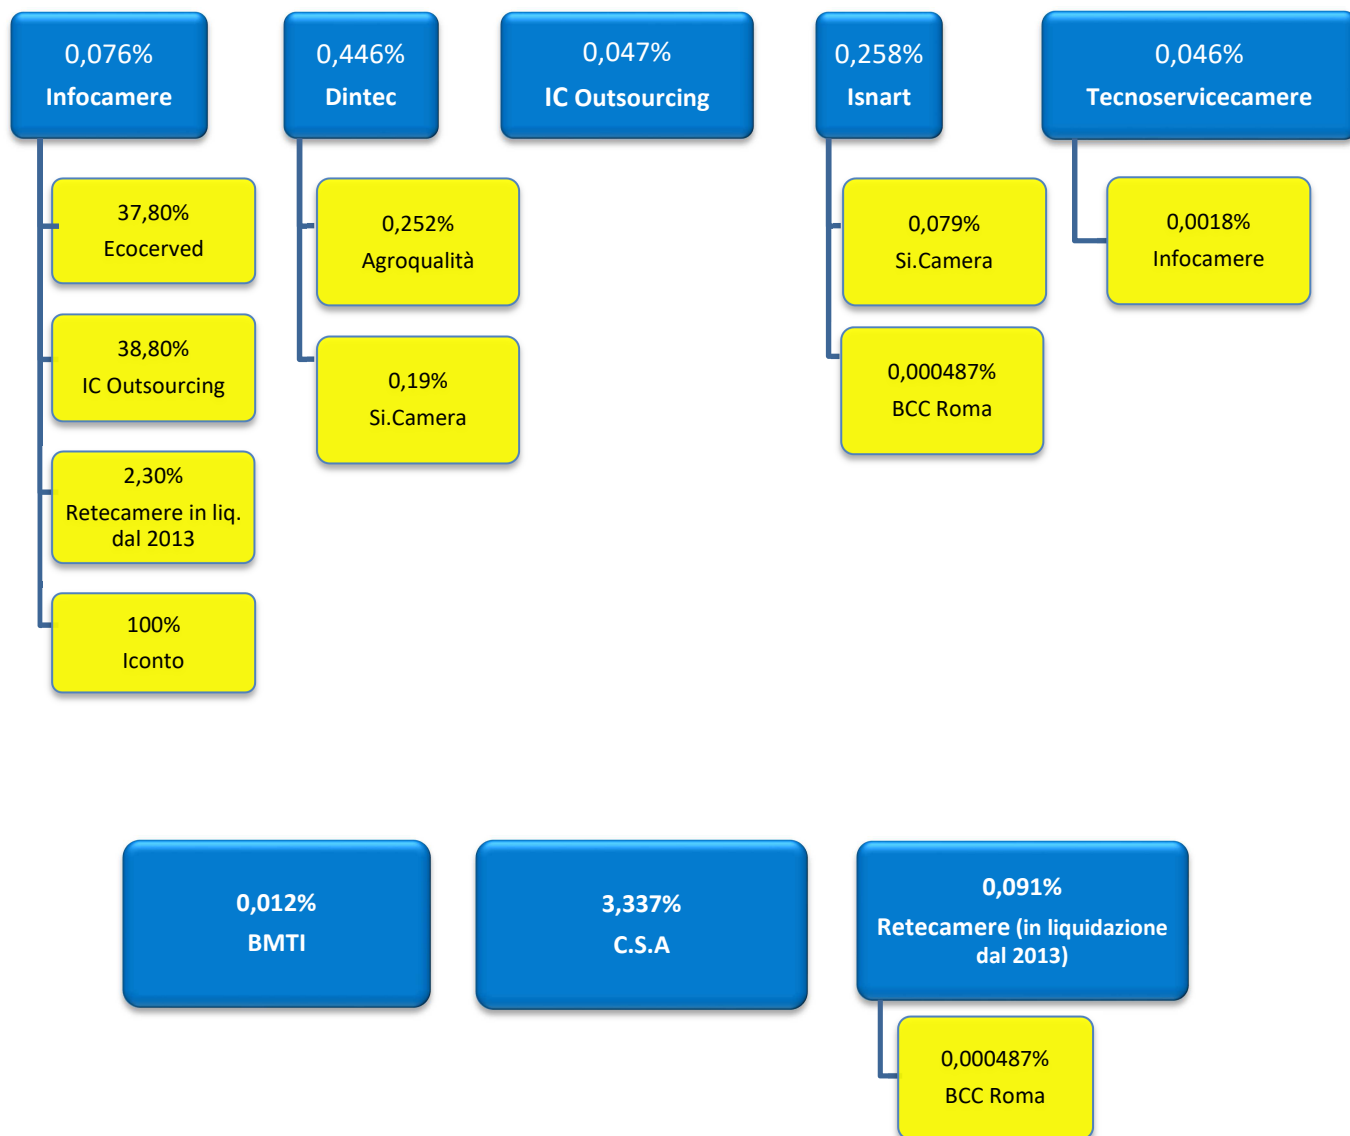 0,076%
Infocamere
37,80%
Ecocerved
38,80%
IC Outsourcing
2,30%
Retecamere in liq.
dal 2013
100%
Iconto
0,446%
Dintec
0,252%
Agroqualità
0,19%
Si.Camera
0,047%
IC Outsourcing
0,258%
Isnart
0,079%
Si.Camera
0,000487%
BCC Roma
0,046%
Tecnoservicecamere
0,0018%
Infocamere
0,012%
BMTI
3,337%
C.S.A
0,091%
Retecamere (in liquidazione
dal 2013)
0,000487%
BCC Roma